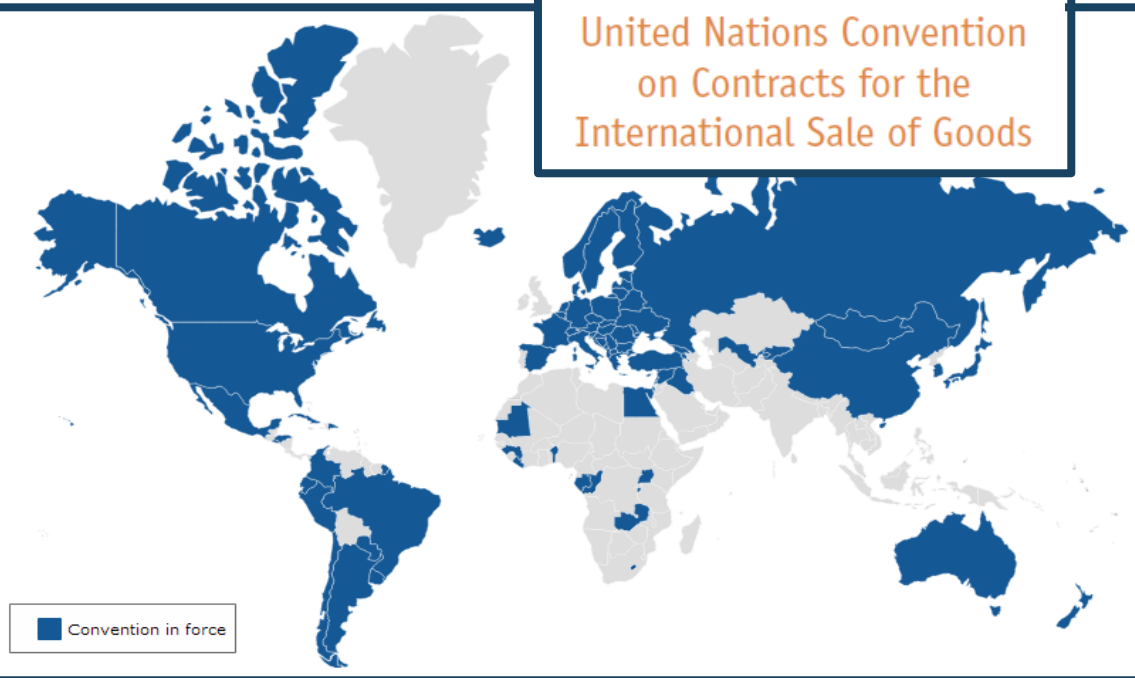 United Nations Convention
on Contracts for the
International Sale of Goods
Convention in force